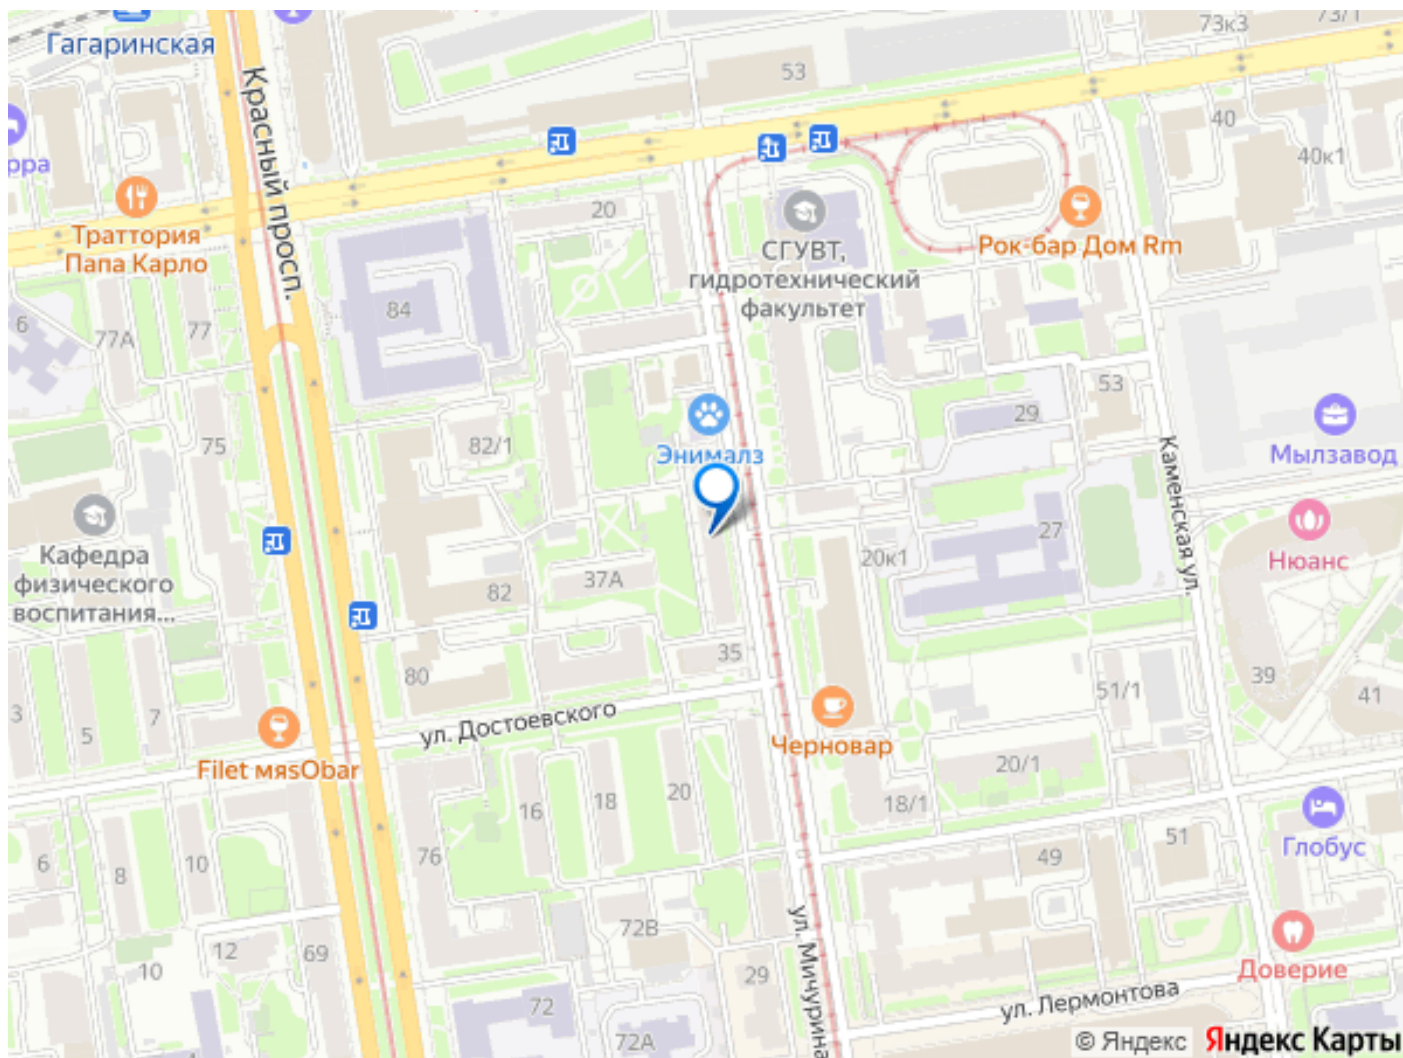 Гагаринская
Красный просп.
73к3
73/1
53
40
40к1
рра
Траттория
Папа Карло
20
СГУВТ,
гидротехнический
факультет
Рок-бар Дом Rm
6
77А
77
84
53
29
75
82/1
Энималз
Каменская ул.
Мылзавод
Кафедра
физического
воспитания...
27
20к1
Нюанс
37А
82
35
80
51/1
39
41
3
5
7
ул. Достоевского
Filet мясObar
Черновар
20/1
16
18
20
18/1
Глобус
6
8
10
76
49
51
72В
ул. Мичурина
12
69
10
29
Доверие
72
ул. Лермонтова
72А
© Яндекс Яндекс Карты